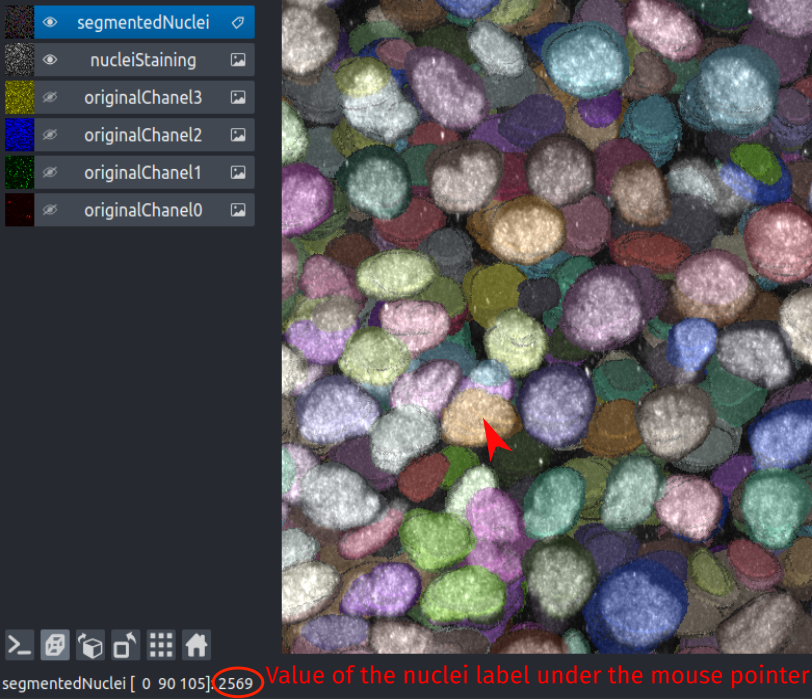 segmentedNuclei
nucleiStaining
originalChanel3
originalChanel2
originalChanel1
originalChanel0
segmentedNuclei [ 0 90 105]: 2569 Value of the nuclei label under the mouse pointer